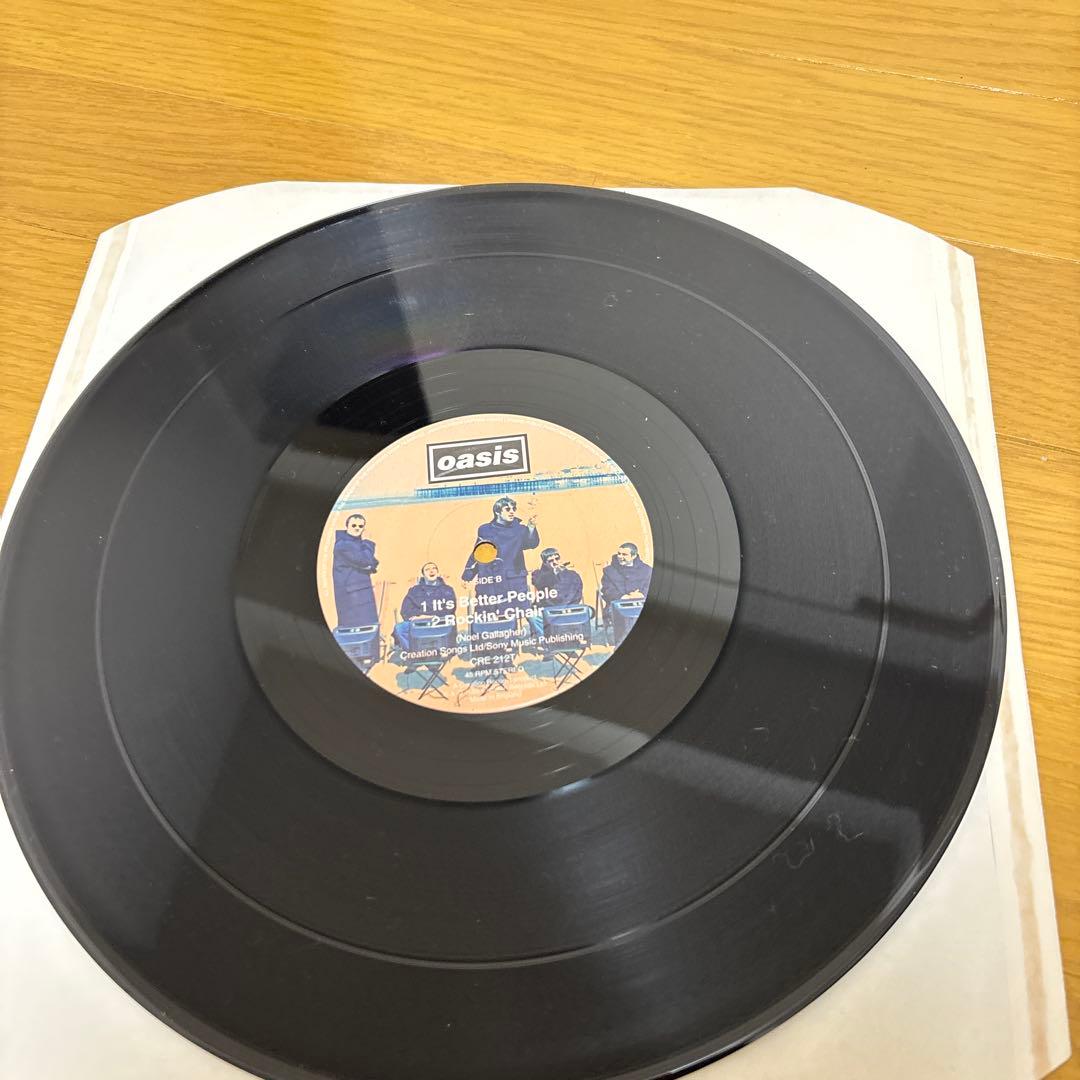 oasis
SIDE B
1 It's Better People
2 Rockin' Chair
(Noel Gallagher)
Creation Songs Ltd/Sony Music Publishing
CRE 212T
45 RPM STEREO